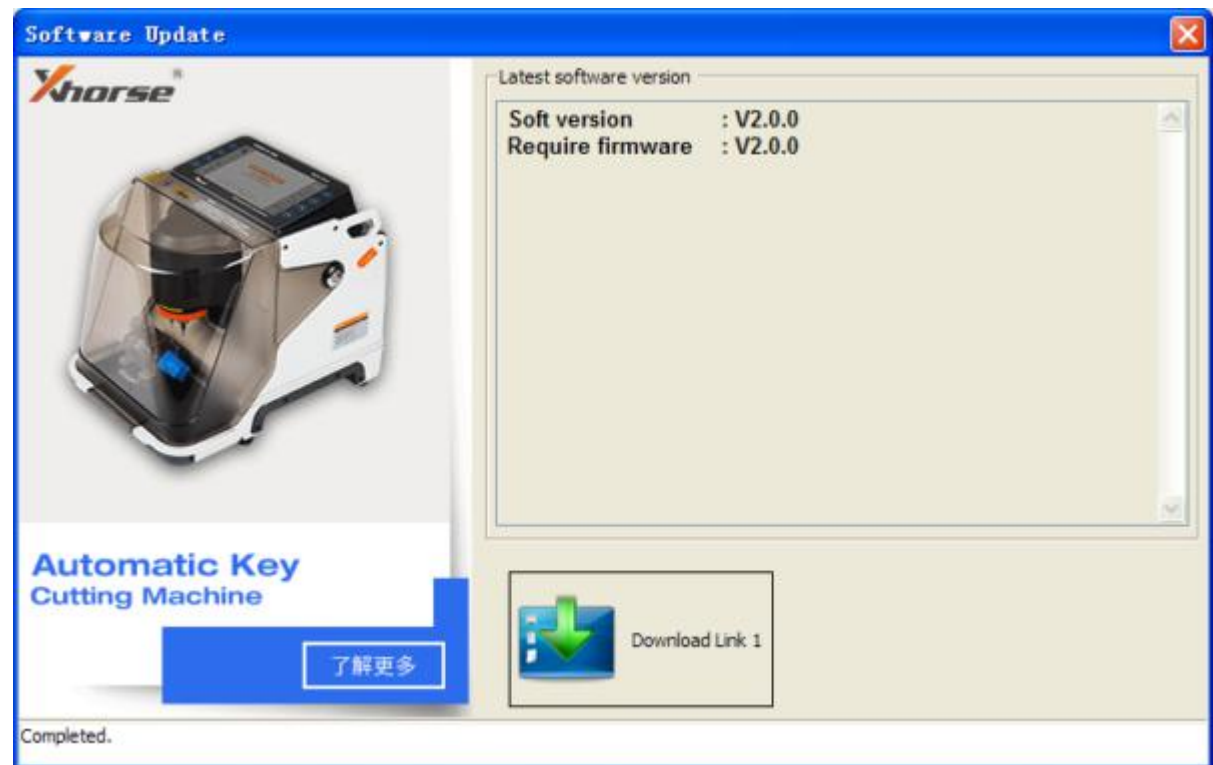 Software Update
Xhorse®
Latest software version
Soft version : V2.0.0
Require firmware : V2.0.0
Automatic Key
Cutting Machine
了解更多
Download Link 1
Completed.